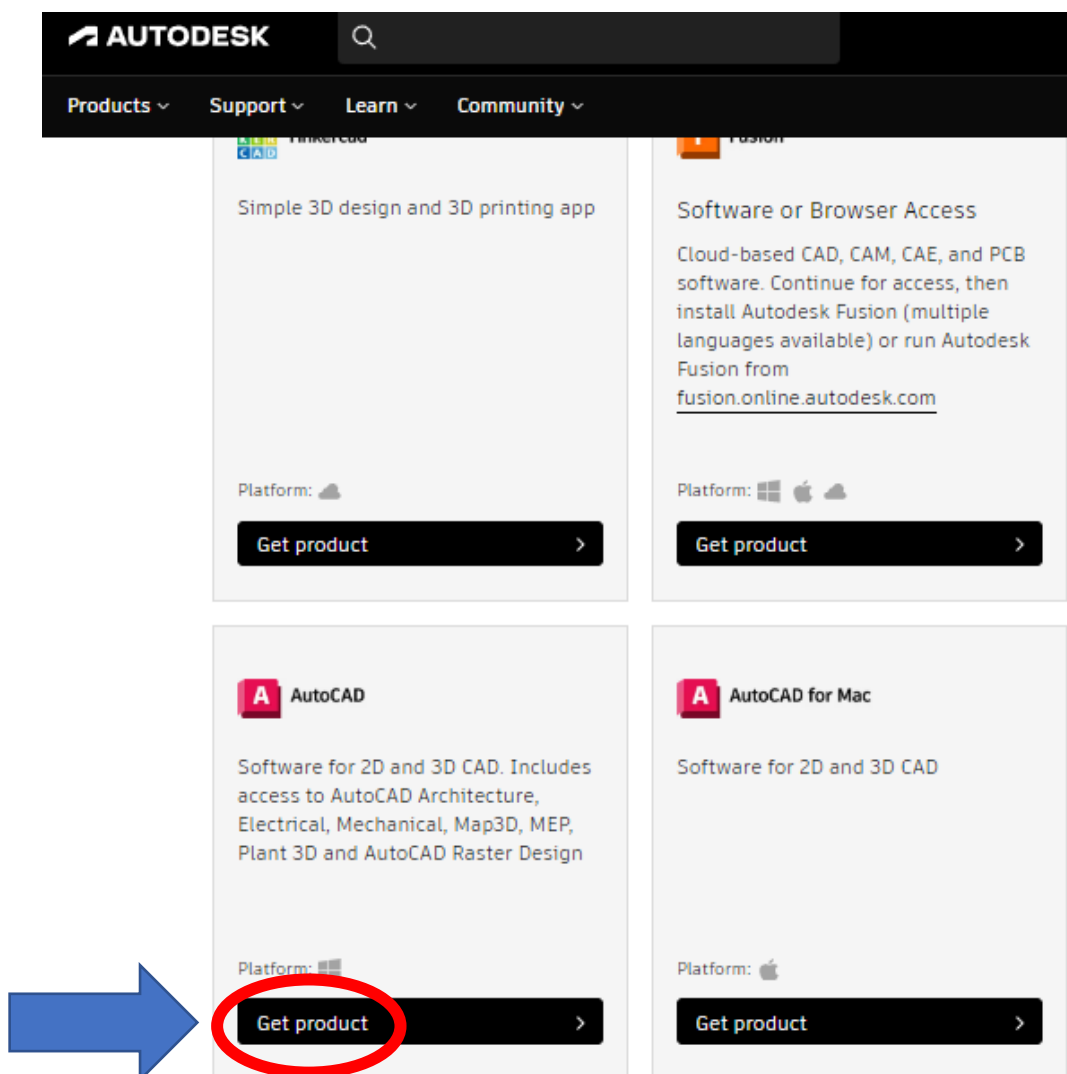 AUTODESK
Products
Support
Learn
Community
Tinkercad
Fusion
CAD
Simple 3D design and 3D printing app
Software or Browser Access
Cloud-based CAD, CAM, CAE, and PCB
software. Continue for access, then
install Autodesk Fusion (multiple
languages available) or run Autodesk
Fusion from
fusion.online.autodesk.com
Platform:
Platform:
Get product
Get product
A AutoCAD
A AutoCAD for Mac
Software for 2D and 3D CAD. Includes
access to AutoCAD Architecture,
Electrical, Mechanical, Map3D, MEP,
Plant 3D and AutoCAD Raster Design
Software for 2D and 3D CAD
Platform:
Platform:
Get product
Get product